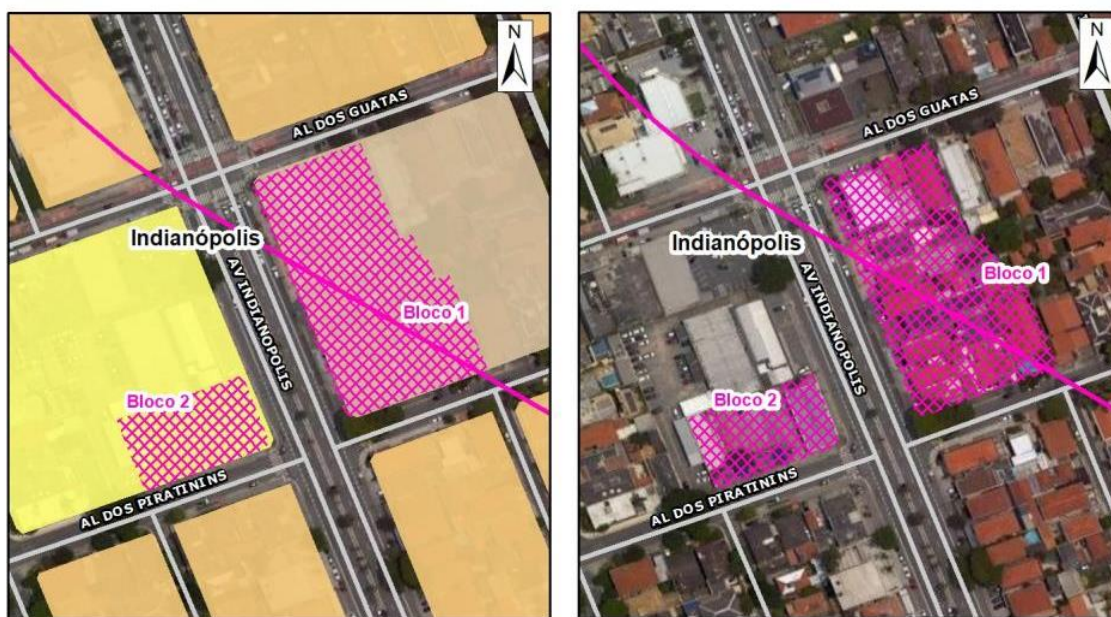 N
AL DOS GUATAS
Indianópolis
AV INDIANOPOLIS
Bloco 1
Bloco 2
AL DOS PIRATININS
N
AL DOS GUATAS
Indianópolis
AV INDIANOPOLIS
Bloco 1
Bloco 2
AL DOS PIRATININS